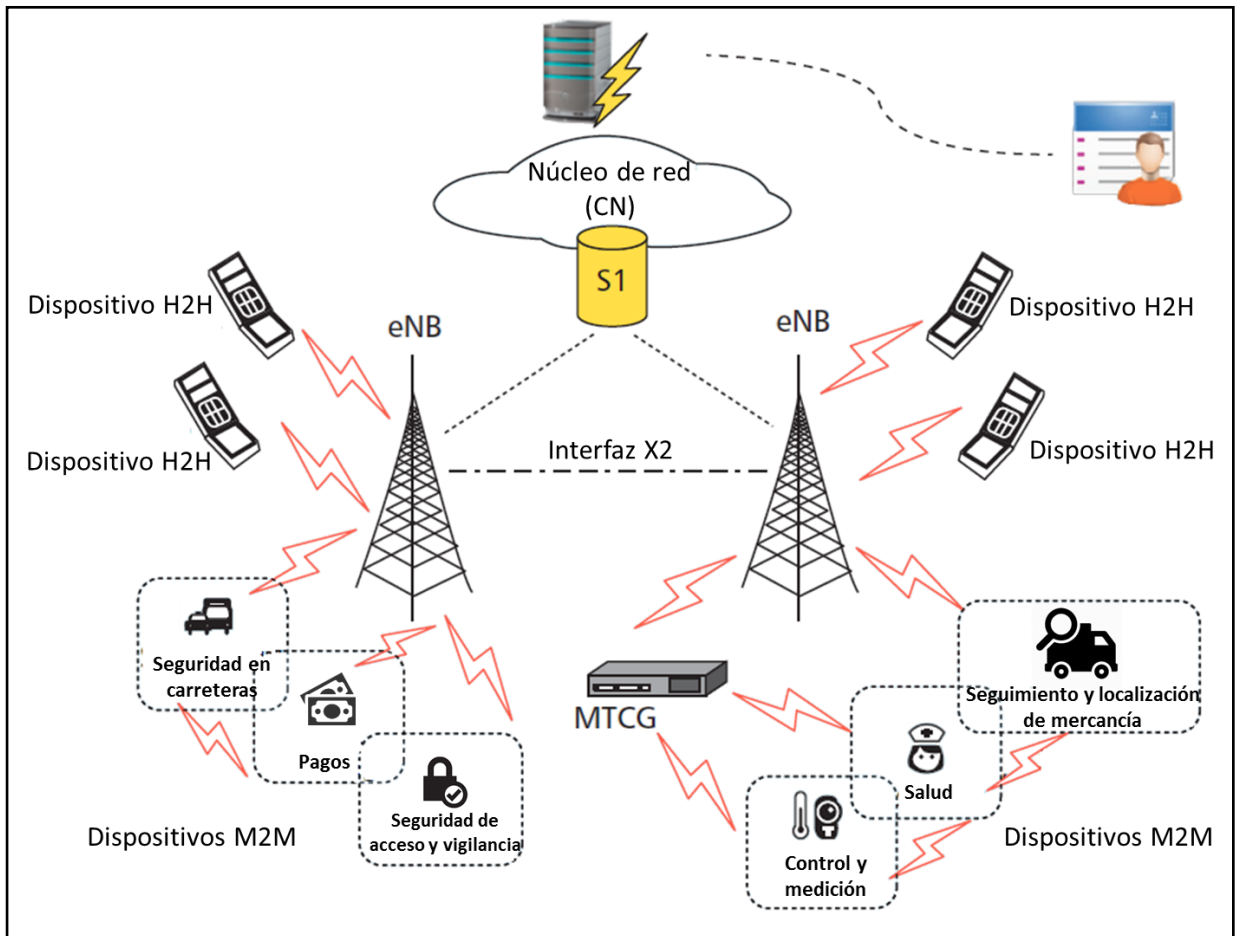 Núcleo de red
(CN)
S1
Dispositivo H2H
eNB
eNB
Dispositivo H2H
Dispositivo H2H
Interfaz X2
Dispositivo H2H
Seguridad en
carreteras
Pagos
Seguridad de
acceso y vigilancia
Dispositivos M2M
MTCG
Seguimiento y localización
de mercancía
Salud
Control y
medición
Dispositivos M2M